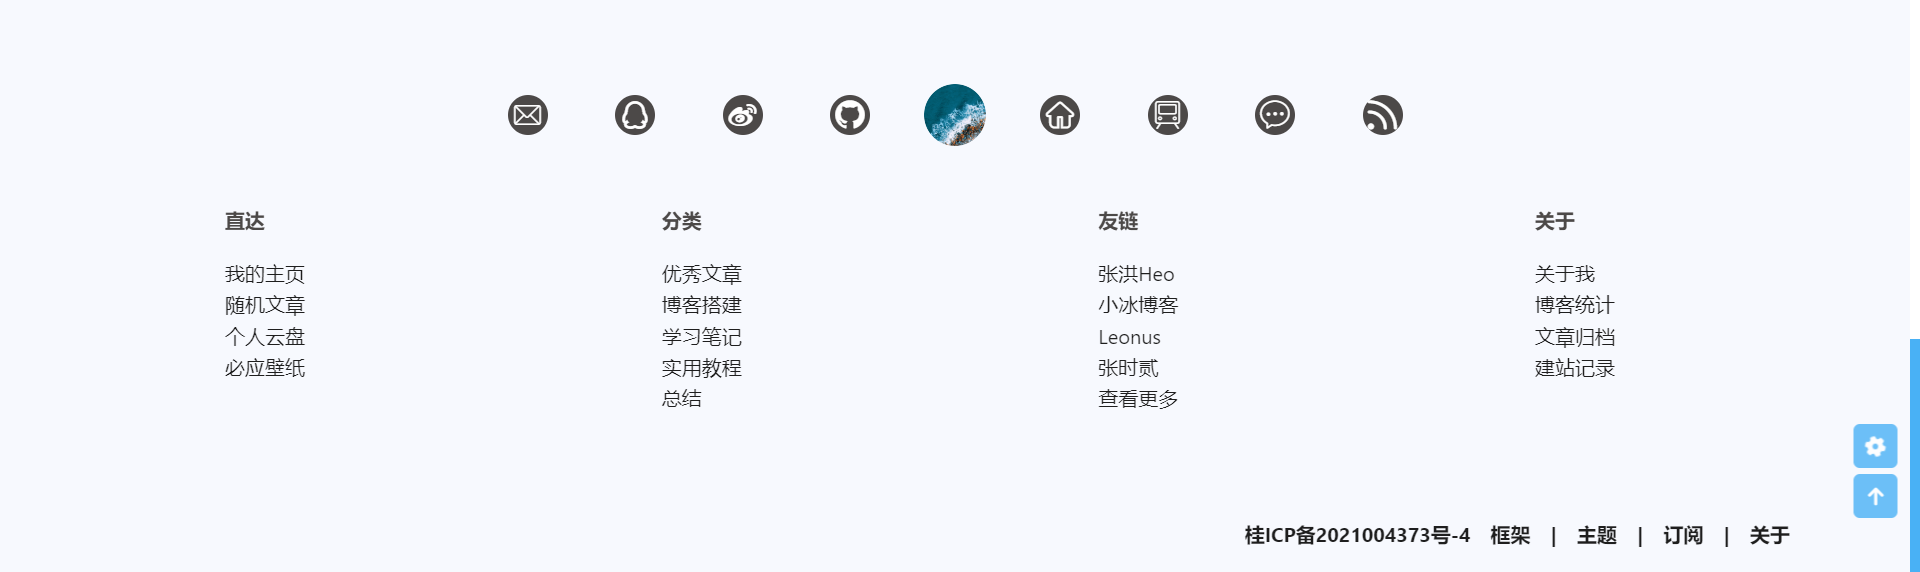 直达
我的主页
随机文章
个人云盘
必应壁纸
分类
优秀文章
博客搭建
学习笔记
实用教程
总结
友链
张洪Heo
小冰博客
Leonus
张时贰
查看更多
关于
关于我
博客统计
文章归档
建站记录
桂ICP备2021004373号-4 框架 | 主题 | 订阅 | 关于